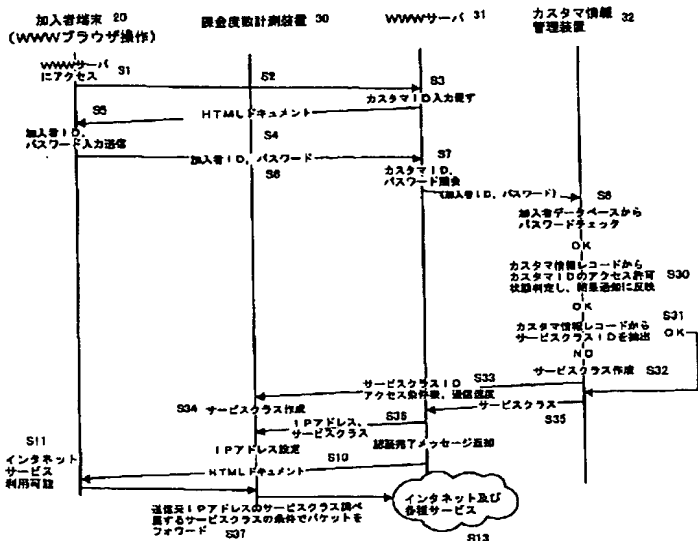 加入者端末 20
(WWWブラウザ操作)
課金度数計測装置 30
WWWサーバ 31
カスタマ情報 32
管理装置
WWWサーバ S1
にアクセス
S2
S3
カスタマID入力促す
S5
HTMLドキュメント
S4
加入者ID、
パスワード入力送信
加入者ID、パスワード
S6
S7
カスタマID、
パスワード照会
(加入者ID、パスワード)
S8
加入者データベースから
パスワードチェック
OK
カスタマ情報レコードから
カスタマIDのアクセス許可 S30
状態判定し、結果通知に反映
OK
S31
カスタマ情報レコードから OK
サービスクラスIDを抽出
NO
サービスクラス作成 S32
S33
サービスクラスID
アクセス条件後、通信速度
S34 サービスクラス作成
サービスクラス
S35
S36
IPアドレス、
サービスクラス
IPアドレス設定
認証完了メッセージ返却
S10
HTMLドキュメント
S11
インタネット
サービス
利用可能
インタネット及び
各種サービス
S13
送信元IPアドレスのサービスクラス調べ
属するサービスクラスの条件でパケットを
フォワード
S37